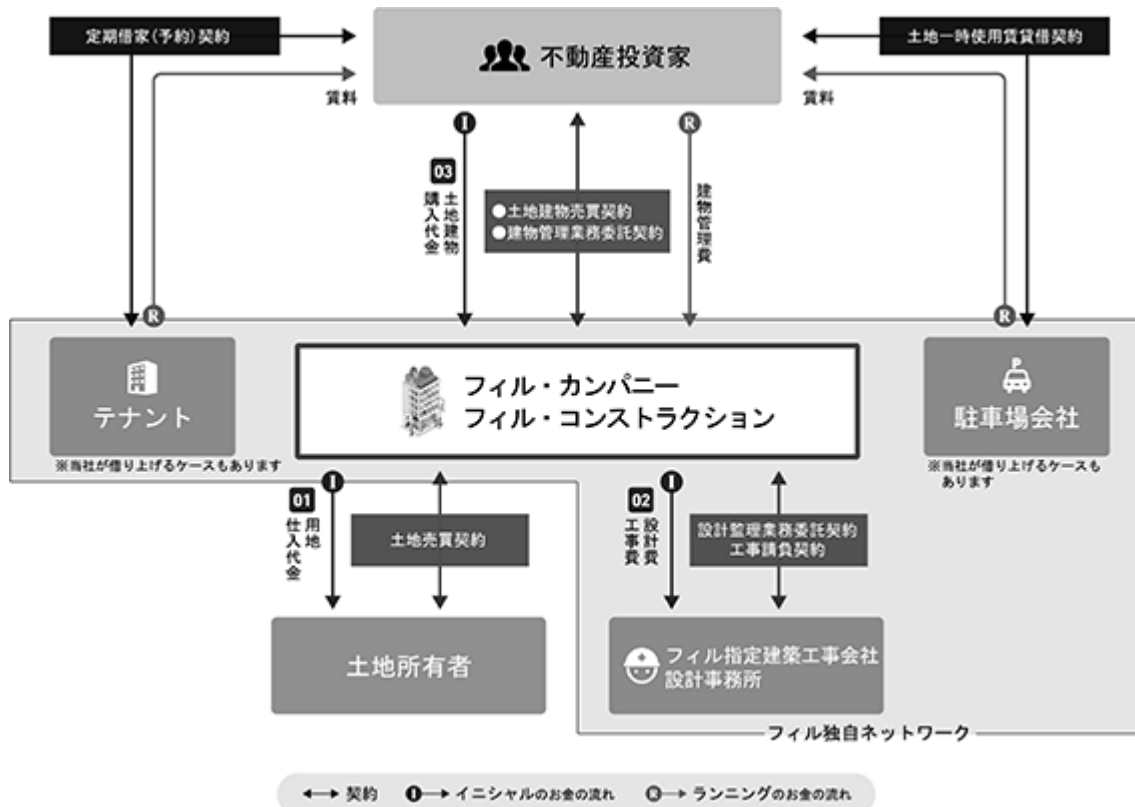 定期借家(予約)契約
不動産投資家
土地一時使用賃貸借契約
賃料
賃料
I
R
03
土地建物
購入代金
●土地建物売買契約
●建物管理業務委託契約
建物管理費
R
R
テナント
※当社が借り上げるケースもあります
フィル・カンパニー
フィル・コンストラクション
P
駐車場会社
※当社が借り上げるケースも
あります
I
01
用地
仕入代金
土地売買契約
I
02
設計費
工事費
設計監理業務委託契約
工事請負契約
土地所有者
フィル指定建築工事会社
設計事務所
フィル独自ネットワーク
契約
I イニシャルのお金の流れ
R ランニングのお金の流れ